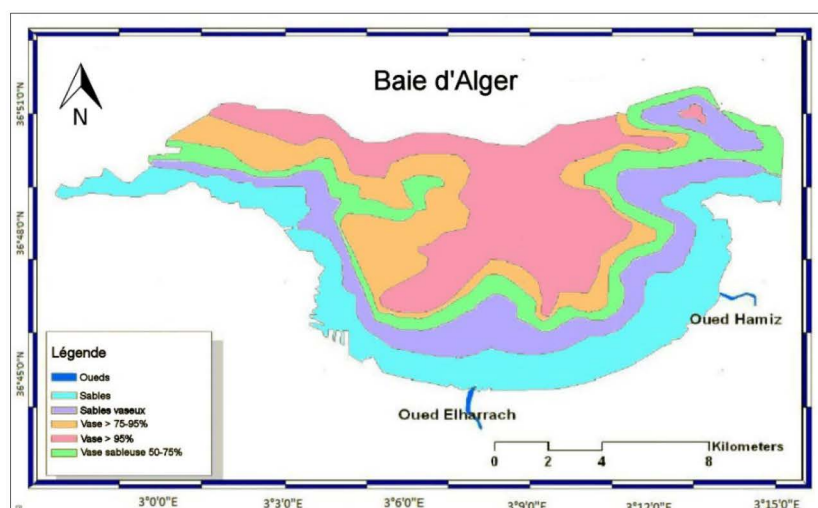 Baie d'Alger
N
36°51'0"N
36°48'0"N
36°45'0"N
Oued Hamiz
Oued Elharrach
Légende
Oueds
Sables
Sables vaseux
Vase > 75-95%
Vase > 95%
Vase sableuse 50-75%
Kilometers
0 2 4 8
3°0'0"E 3°3'0"E 3°6'0"E 3°9'0"E 3°12'0"E 3°15'0"E